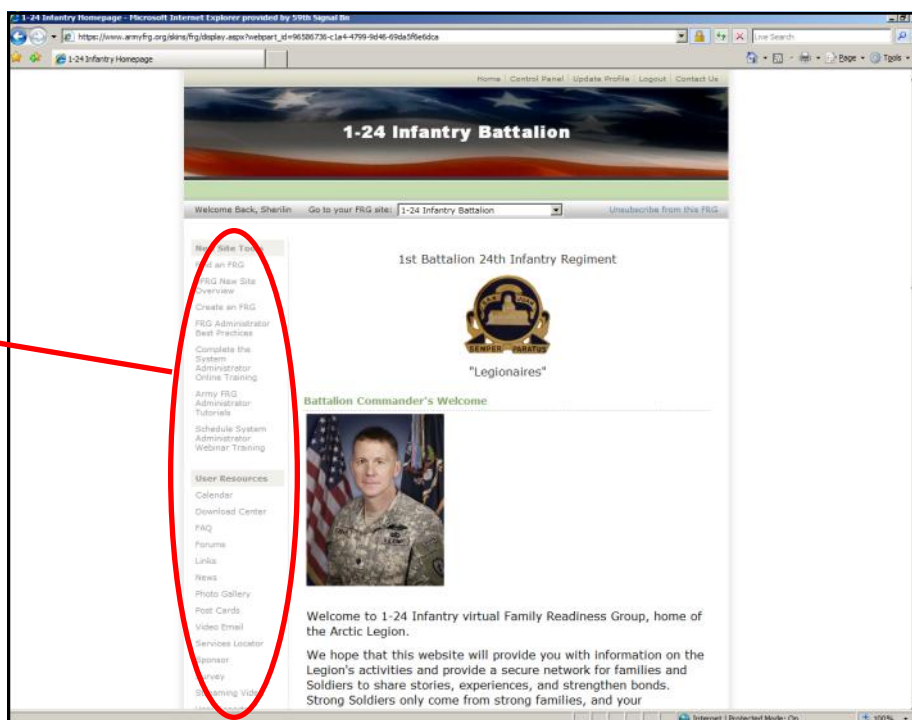 1-24 Infantry Homepage - Microsoft Internet Explorer provided by 59th Signal Bn
https://www.armyfrg.org/skins/frg/display.aspx?webpart_id=96586736-c1a4-4799-9d46-69da5f6e6dca
Live Search
1-24 Infantry Homepage
Page
Tools
Home | Control Panel | Update Profile | Logout | Contact Us
1-24 Infantry Battalion
Welcome Back, Sherilin
Go to your FRG site:
1-24 Infantry Battalion
Unsubscribe from this FRG
New Site Tools
Find an FRG
New Site
Overview
Create an FRG
FRG Administrator
Best Practices
Complete the
System
Administrator
Online Training
Army FRG
Administrator
Tutorials
Schedule System
Administrator
Webinar Training
User Resources
Calendar
Download Center
FAQ
Forums
Links
News
Photo Gallery
Post Cards
Video Email
Services Locator
Sponsor
Survey
Streaming Video
1st Battalion 24th Infantry Regiment
SAN JUAN
SEMPER PARATUS
"Legionaires"
Battalion Commander's Welcome
Welcome to 1-24 Infantry virtual Family Readiness Group, home of
the Arctic Legion.
We hope that this website will provide you with information on the
Legion's activities and provide a secure network for families and
Soldiers to share stories, experiences, and strengthen bonds.
Strong Soldiers only come from strong families, and your
Internet | Protected Mode: On
100%